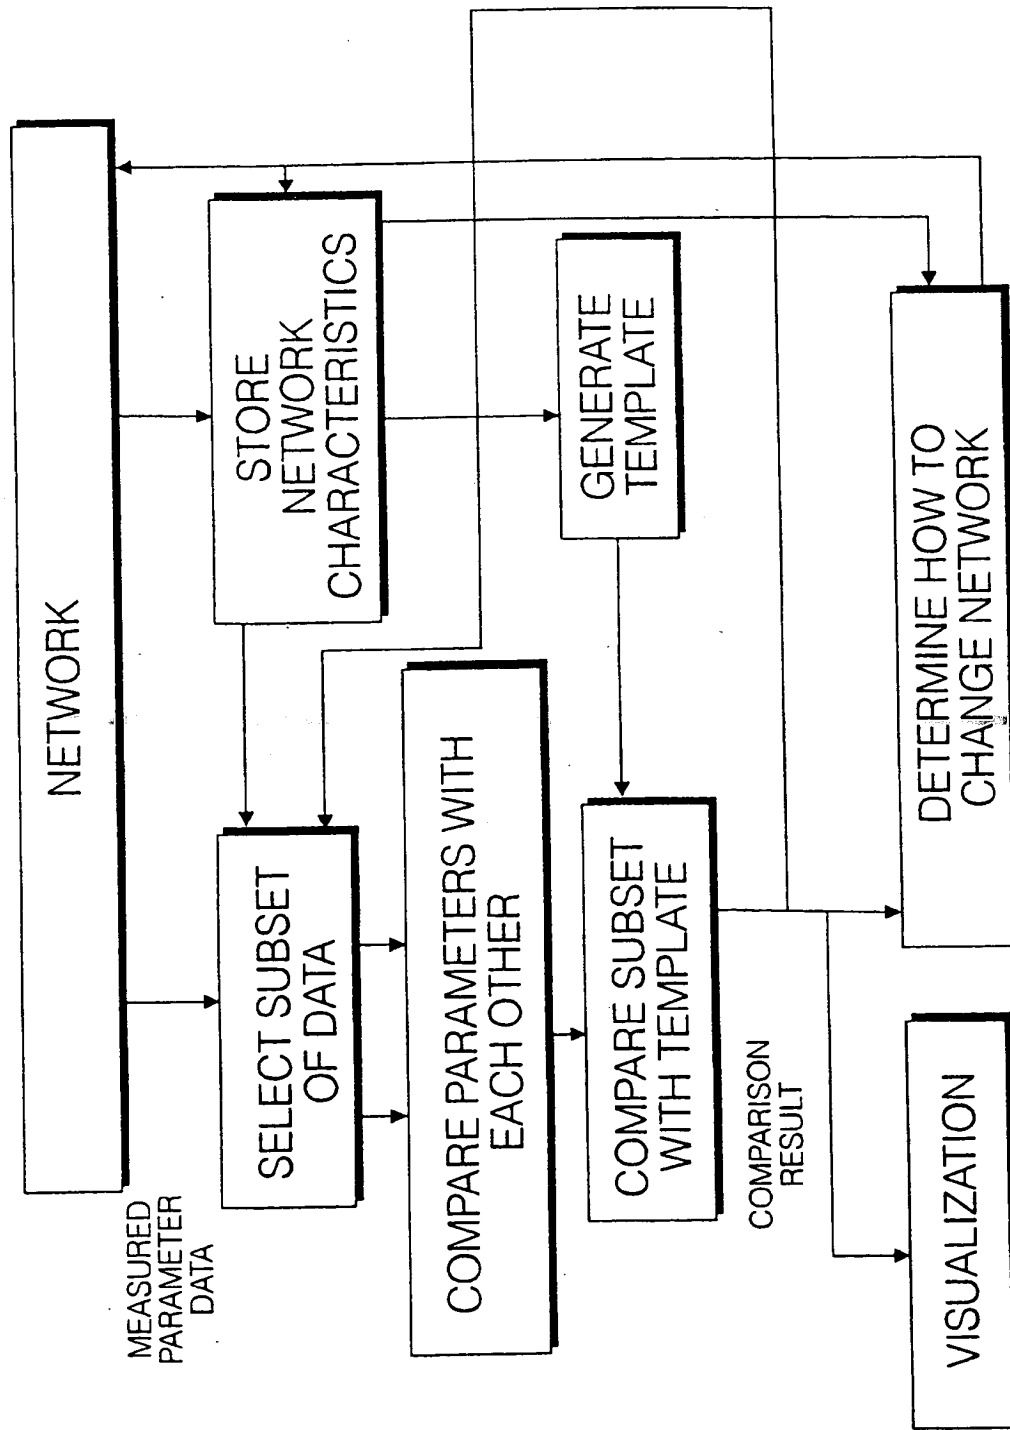 NETWORK
MEASURED
PARAMETER
DATA
SELECT SUBSET
OF DATA
STORE
NETWORK
CHARACTERISTICS
COMPARE PARAMETERS WITH
EACH OTHER
COMPARE SUBSET
WITH TEMPLATE
GENERATE
TEMPLATE
COMPARISON
RESULT
VISUALIZATION
DETERMINE HOW TO
CHANGE NETWORK